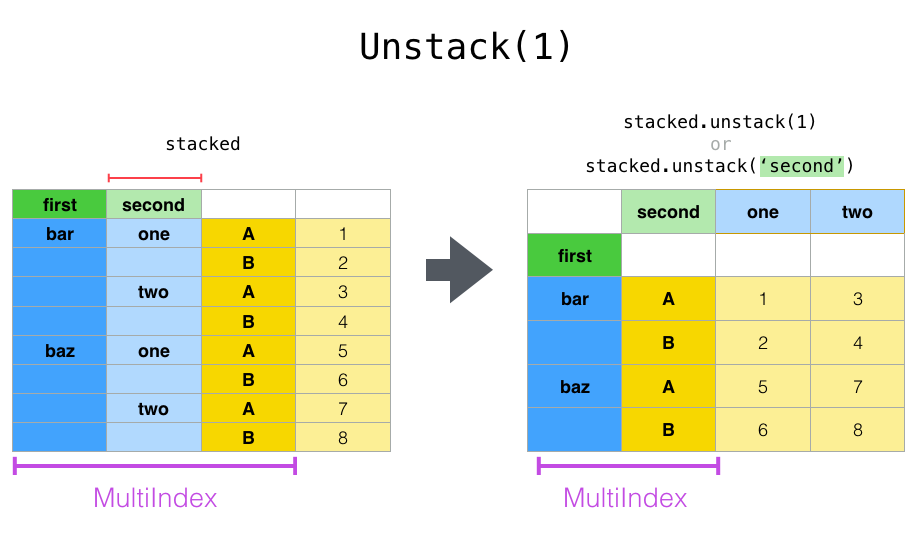 Unstack(1)
stacked
stacked.unstack(1)
or
stacked.unstack(‘second’)
first second
bar one A 1
B 2
two A 3
B 4
baz one A 5
B 6
two A 7
B 8
MultiIndex
second one two
first
bar A 1 3
B 2 4
baz A 5 7
B 6 8
MultiIndex